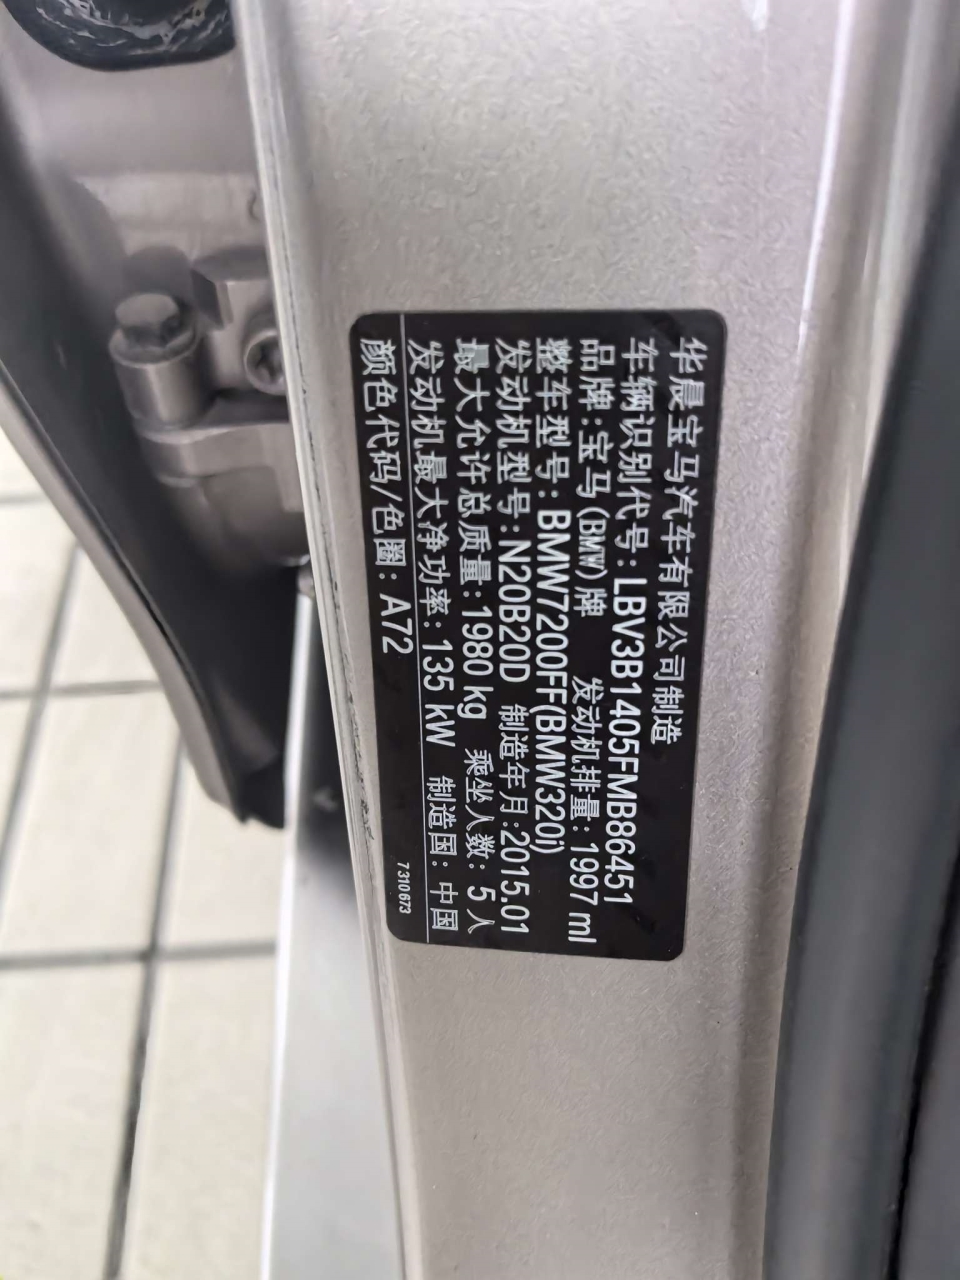 华晨宝马汽车有限公司制造
车辆识别代号:LBV3B1405FMB86451
品牌:宝马(BMW)牌 发动机排量:1997 ml
整车型号:BMW7200FF(BMW320i)
发动机型号:N20B20D 制造年月:2015.01
最大允许总质量:1980 kg 乘坐人数:5 人
发动机最大净功率:135 kW 制造国:中国
颜色代码/色圈:A72 7 310 673